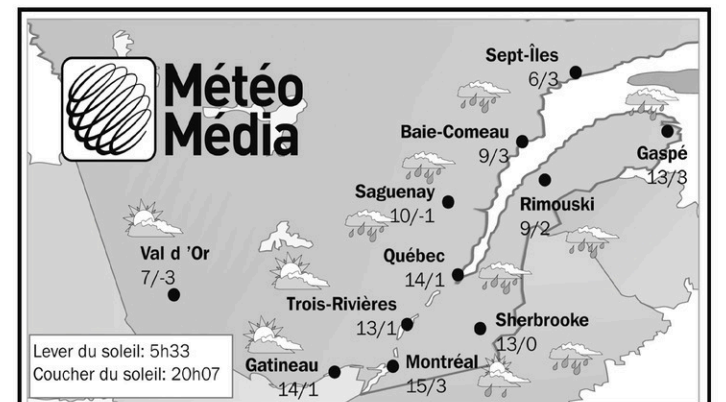 Météo
Média
Sept-Îles
6/3
Baie-Comeau
9/3
Gaspé
13/3
Saguenay
10/-1
Rimouski
9/2
Val d 'Or
7/-3
Québec
14/1
Trois-Rivières
13/1
Sherbrooke
13/0
Lever du soleil: 5h33
Coucher du soleil: 20h07
Gatineau
14/1
Montréal
15/3